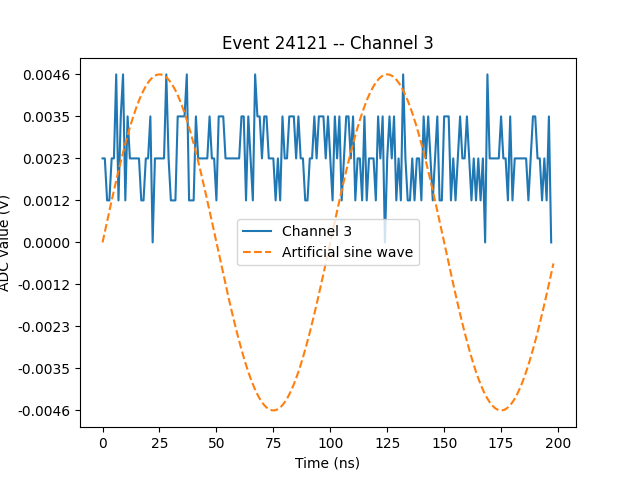 Event 24121 -- Channel 3
0.0046
0.0035
0.0023
0.0012
0.0000
-0.0012
-0.0023
-0.0035
-0.0046
ADC Value (V)
Channel 3
Artificial sine wave
0 25 50 75 100 125 150 175 200
Time (ns)